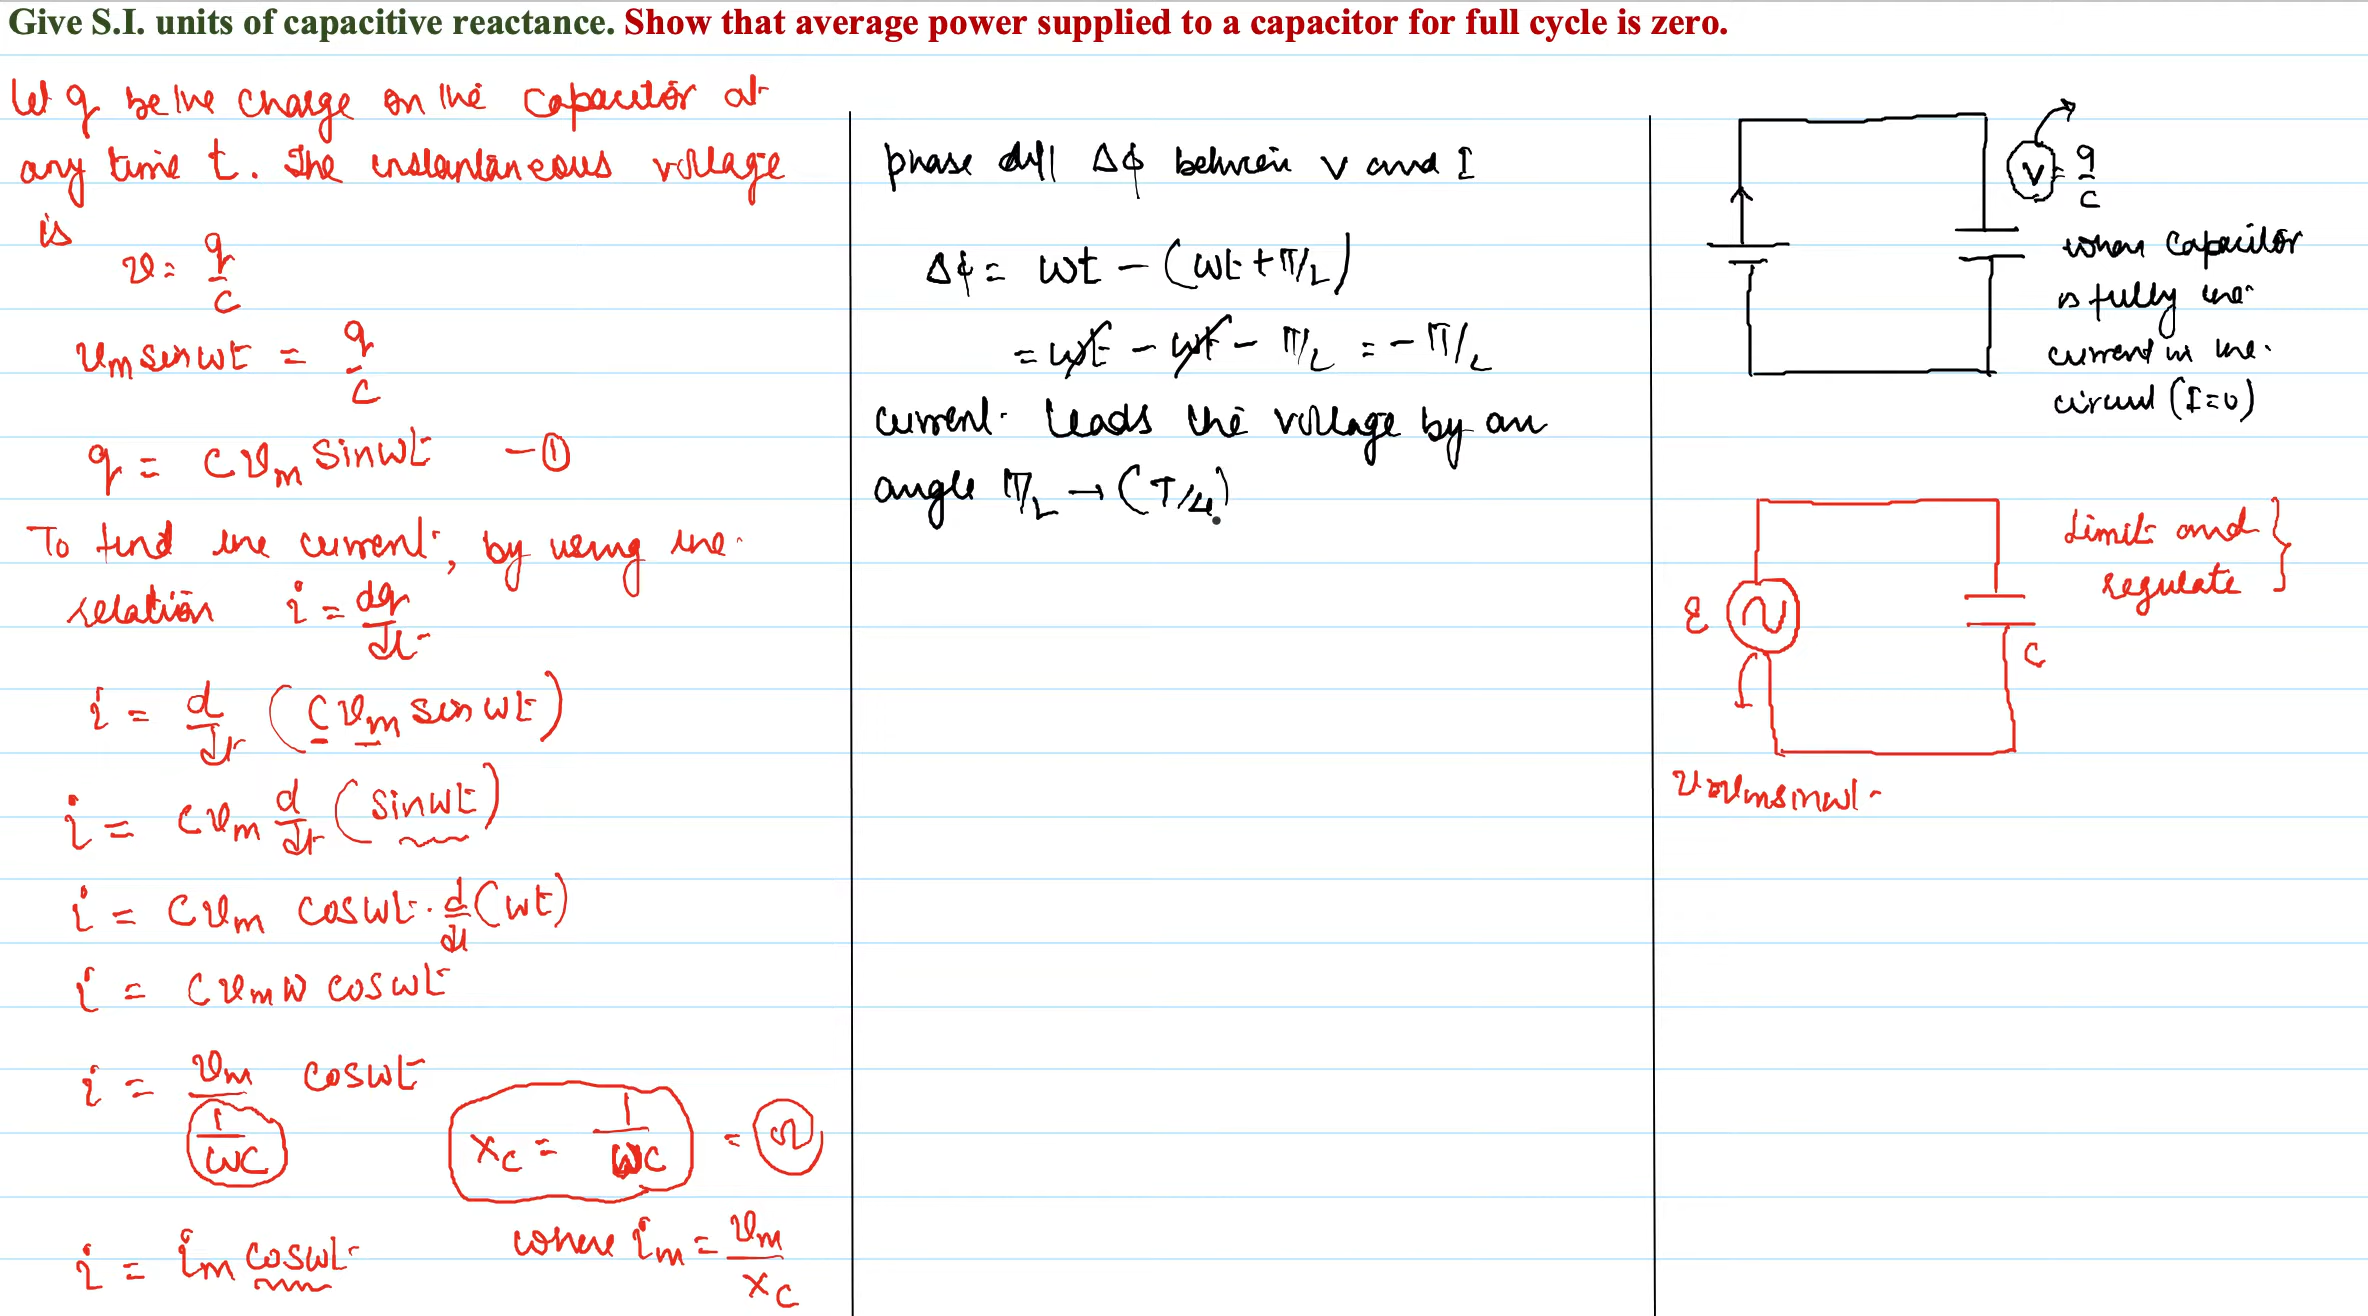 Give S.I. units of capacitive reactance. Show that average power supplied to a capacitor for full cycle is zero.
Let q be the charge on the capacitor at
any time t. The instantaneous voltage
is
v = q/C
vm sin ωt = q/C
q = C vm sin ωt — ①
To find the current, by using the
relation i = dq/dt
i = d/dt (C vm sin ωt)
i = C vm d/dt (sin ωt)
i = C vm cos ωt · d/dt (ωt)
i = C vm ω cos ωt
i = vm/(1/ωC) cos ωt
Xc = 1/ωC = Ω
i = im cos ωt where im = vm/Xc
phase diff Δϕ between V and I
Δϕ = ωt − (ωt + π/2)
= ωt − ωt − π/2 = − π/2
current leads the voltage by an
angle π/2 → (T/4)
V = q/C
when capacitor
is fully the
current in the
circuit (I=0)
Limit and
regulate
ε
C
v = vm sin ωt